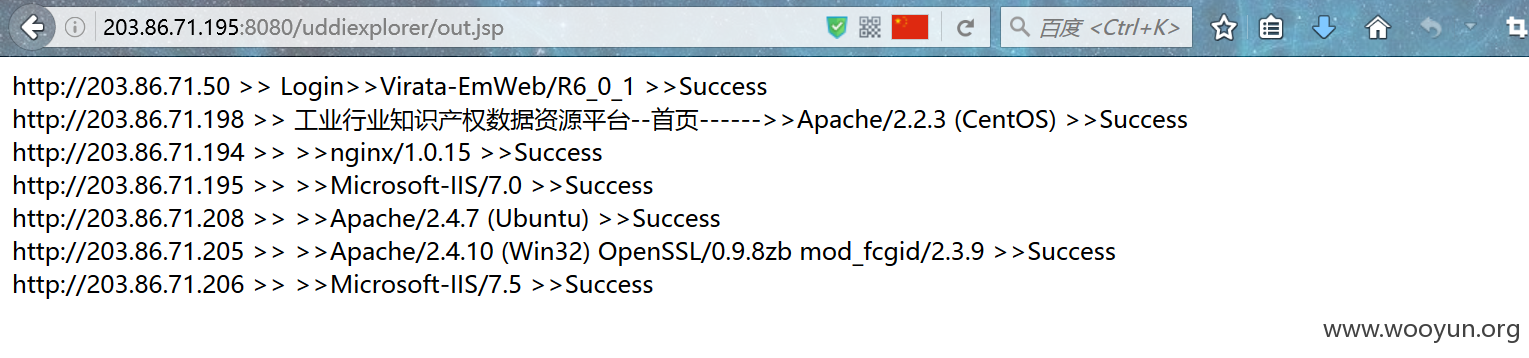 203.86.71.195:8080/uddiexplorer/out.jsp
百度 <Ctrl+K>
http://203.86.71.50 >> Login>>Virata-EmWeb/R6_0_1 >>Success
http://203.86.71.198 >> 工业行业知识产权数据资源平台--首页------>>Apache/2.2.3 (CentOS) >>Success
http://203.86.71.194 >> >>nginx/1.0.15 >>Success
http://203.86.71.195 >> >>Microsoft-IIS/7.0 >>Success
http://203.86.71.208 >> >>Apache/2.4.7 (Ubuntu) >>Success
http://203.86.71.205 >> >>Apache/2.4.10 (Win32) OpenSSL/0.9.8zb mod_fcgid/2.3.9 >>Success
http://203.86.71.206 >> >>Microsoft-IIS/7.5 >>Success
www.wooyun.org